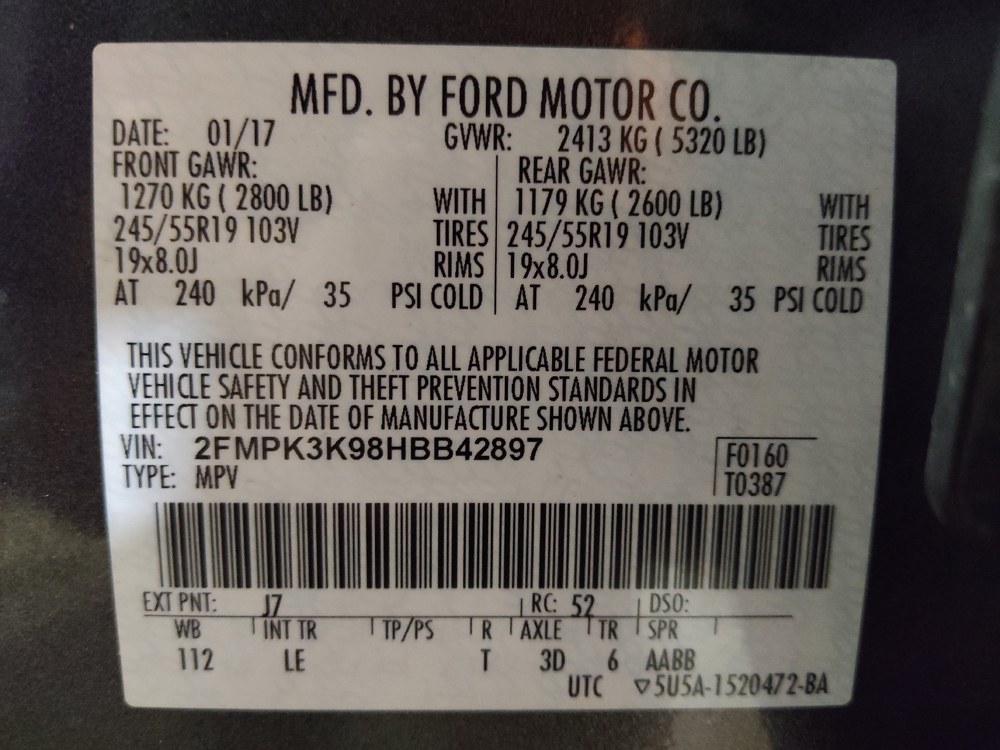 MFD. BY FORD MOTOR CO.
DATE: 01/17 GVWR: 2413 KG ( 5320 LB)
FRONT GAWR: REAR GAWR:
1270 KG ( 2800 LB) WITH 1179 KG ( 2600 LB) WITH
245/55R19 103V TIRES 245/55R19 103V TIRES
19x8.0J RIMS 19x8.0J RIMS
AT 240 kPa/ 35 PSI COLD AT 240 kPa/ 35 PSI COLD
THIS VEHICLE CONFORMS TO ALL APPLICABLE FEDERAL MOTOR
VEHICLE SAFETY AND THEFT PREVENTION STANDARDS IN
EFFECT ON THE DATE OF MANUFACTURE SHOWN ABOVE.
VIN: 2FMPK3K98HBB42897 F0160
TYPE: MPV T0387
EXT PNT: J7 RC: 52 DSO:
WB INT TR TP/PS R AXLE TR SPR
112 LE T 3D 6 AABB
UTC ▽5U5A-1520472-BA